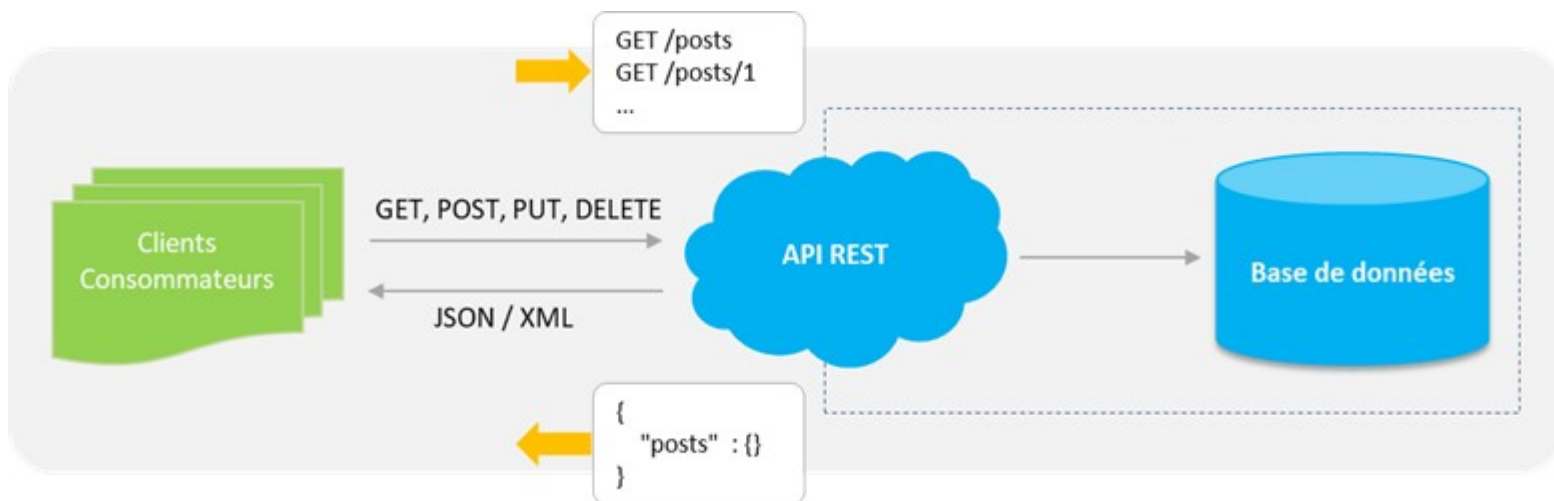 GET /posts
GET /posts/1
...
Clients
Consommateurs
GET, POST, PUT, DELETE
JSON / XML
API REST
Base de données
{
"posts" : {}
}